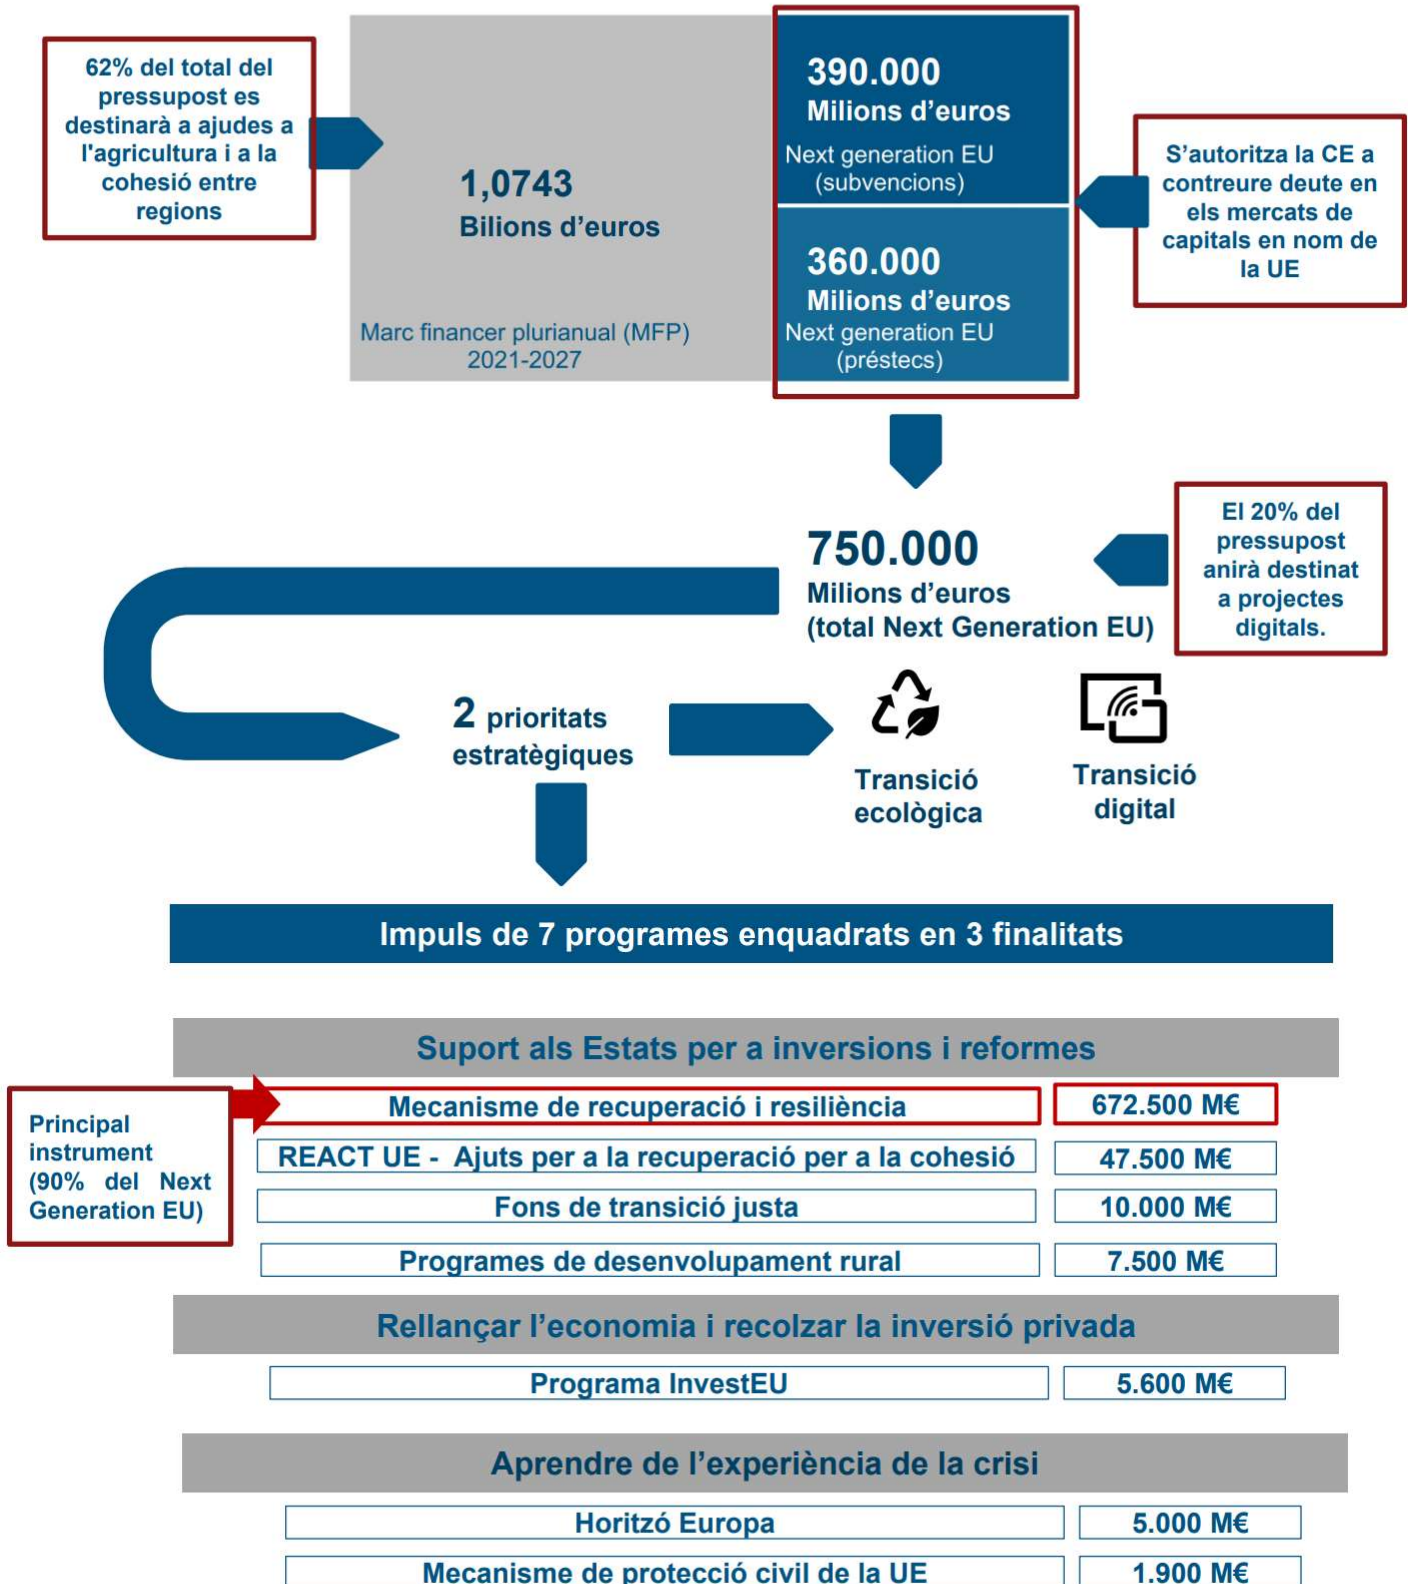 62% del total del
pressupost es
destinarà a ajudes a
l'agricultura i a la
cohesió entre
regions
1,0743
Bilions d’euros
Marc financer plurianual (MFP)
2021-2027
390.000
Milions d’euros
Next generation EU
(subvencions)
360.000
Milions d’euros
Next generation EU
(préstecs)
S’autoritza la CE a
contreure deute en
els mercats de
capitals en nom de
la UE
750.000
Milions d’euros
(total Next Generation EU)
El 20% del
pressupost
anirà destinat
a projectes
digitals.
2 prioritats
estratègiques
Transició
ecològica
Transició
digital
Impuls de 7 programes enquadrats en 3 finalitats
Suport als Estats per a inversions i reformes
Principal
instrument
(90% del Next
Generation EU)
Mecanisme de recuperació i resiliència 672.500 M€
REACT UE - Ajuts per a la recuperació per a la cohesió 47.500 M€
Fons de transició justa 10.000 M€
Programes de desenvolupament rural 7.500 M€
Rellançar l’economia i recolzar la inversió privada
Programa InvestEU 5.600 M€
Aprendre de l’experiència de la crisi
Horitzó Europa 5.000 M€
Mecanisme de protecció civil de la UE 1.900 M€